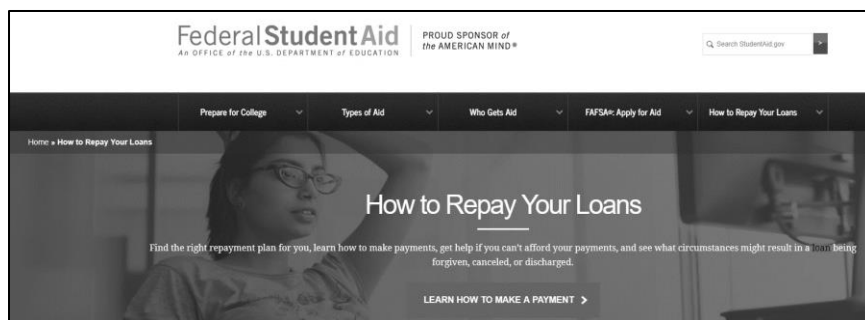 Federal Student Aid
An OFFICE of the U.S. DEPARTMENT of EDUCATION
PROUD SPONSOR of
the AMERICAN MIND®
Search StudentAid.gov
Prepare for College
Types of Aid
Who Gets Aid
FAFSA®: Apply for Aid
How to Repay Your Loans
Home » How to Repay Your Loans
How to Repay Your Loans
Find the right repayment plan for you, learn how to make payments, get help if you can't afford your payments, and see what circumstances might result in a loan being
forgiven, canceled, or discharged.
LEARN HOW TO MAKE A PAYMENT >